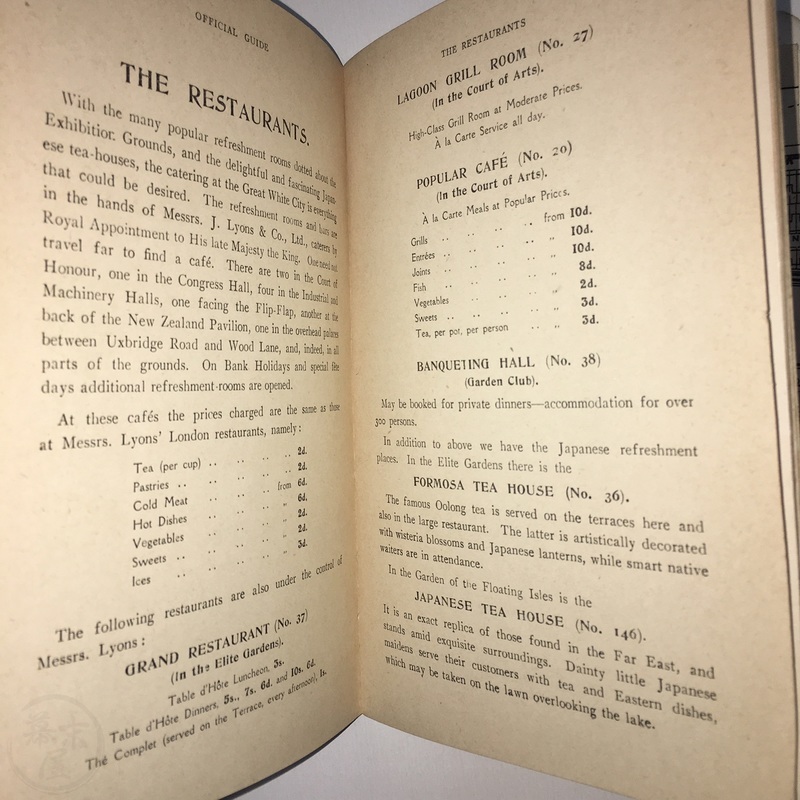 OFFICIAL GUIDE
THE RESTAURANTS.
With the many popular refreshment rooms dotted about the
Exhibition Grounds, and the delightful and fascinating Japan-
ese tea-houses, the catering at the Great White City is everything
that could be desired. The refreshment rooms and bars are
in the hands of Messrs. J. Lyons & Co., Ltd., caterers by
Royal Appointment to His late Majesty the King. One need not
travel far to find a café. There are two in the Court of
Honour, one in the Congress Hall, four in the Industrial and
Machinery Halls, one facing the Flip-Flap, another at the
back of the New Zealand Pavilion, one in the overhead palaces
between Uxbridge Road and Wood Lane, and, indeed, in all
parts of the grounds. On Bank Holidays and special fête
days additional refreshment-rooms are opened.
At these cafés the prices charged are the same as those
at Messrs. Lyons' London restaurants, namely:
Tea (per cup) .. .. .. .. 2d.
Pastries .. .. .. .. .. 2d.
Cold Meat .. .. .. from 6d.
Hot Dishes .. .. .. „ 6d.
Vegetables .. .. .. „ 2d.
Sweets .. .. .. .. „ 2d.
Ices .. .. .. .. „ 3d.
The following restaurants are also under the control of
Messrs. Lyons:
GRAND RESTAURANT (No. 37)
(In the Elite Gardens).
Table d'Hôte Luncheon, 3s.
Table d'Hôte Dinners, 5s., 7s. 6d. and 10s. 6d.
Thé Complet (served on the Terrace, every afternoon), 1s.
THE RESTAURANTS
LAGOON GRILL ROOM (No. 27)
(In the Court of Arts).
High-Class Grill Room at Moderate Prices.
À la Carte Service all day.
POPULAR CAFÉ (No. 20)
(In the Court of Arts).
À la Carte Meals at Popular Prices.
Grills .. .. .. .. from 10d.
Entrées .. .. .. .. „ 10d.
Joints .. .. .. .. „ 10d.
Fish .. .. .. .. „ 8d.
Vegetables .. .. .. „ 2d.
Sweets .. .. .. .. „ 3d.
Tea, per pot, per person .. .. „ 3d.
BANQUETING HALL (No. 38)
(Garden Club).
May be booked for private dinners—accommodation for over
300 persons.
In addition to above we have the Japanese refreshment
places. In the Elite Gardens there is the
FORMOSA TEA HOUSE (No. 36).
The famous Oolong tea is served on the terraces here and
also in the large restaurant. The latter is artistically decorated
with wisteria blossoms and Japanese lanterns, while smart native
waiters are in attendance.
In the Garden of the Floating Isles is the
JAPANESE TEA HOUSE (No. 146).
It is an exact replica of those found in the Far East, and
stands amid exquisite surroundings. Dainty little Japanese
maidens serve their customers with tea and Eastern dishes,
which may be taken on the lawn overlooking the lake.